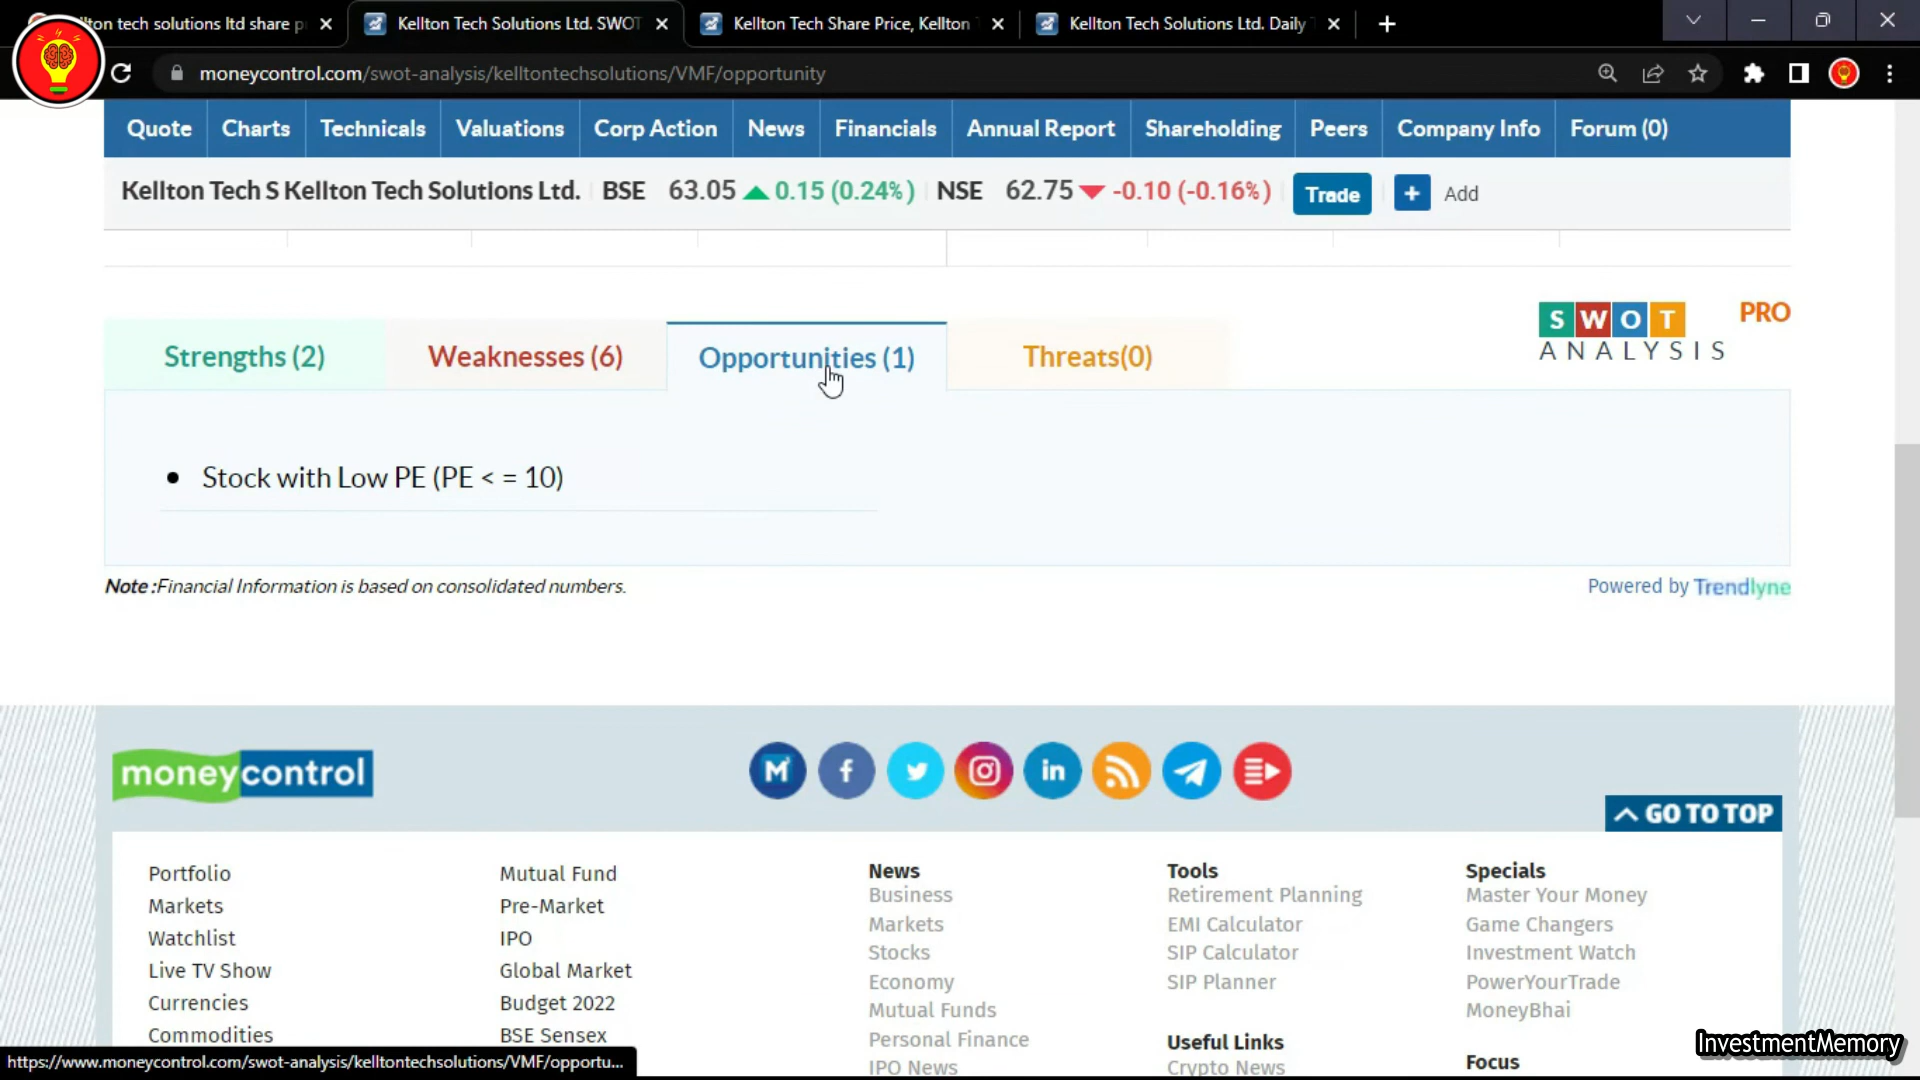 lton tech solutions ltd share p
Kellton Tech Solutions Ltd. SWOT
Kellton Tech Share Price, Kellton
Kellton Tech Solutions Ltd. Daily
moneycontrol.com/swot-analysis/kelltontechsolutions/VMF/opportunity
Quote Charts Technicals Valuations Corp Action News Financials Annual Report Shareholding Peers Company Info Forum (0)
Kellton Tech S Kellton Tech Solutions Ltd. BSE 63.05 0.15 (0.24%) NSE 62.75 -0.10 (-0.16%) Trade + Add
Strengths (2) Weaknesses (6) Opportunities (1) Threats(0)
SWOT PRO
ANALYSIS
• Stock with Low PE (PE < = 10)
Note :Financial Information is based on consolidated numbers.
Powered by Trendlyne
moneycontrol
GO TO TOP
Portfolio
Markets
Watchlist
Live TV Show
Currencies
Commodities
Mutual Fund
Pre-Market
IPO
Global Market
Budget 2022
BSE Sensex
News
Business
Markets
Stocks
Economy
Mutual Funds
Personal Finance
IPO News
Tools
Retirement Planning
EMI Calculator
SIP Calculator
SIP Planner
Useful Links
Crypto News
Specials
Master Your Money
Game Changers
Investment Watch
PowerYourTrade
MoneyBhai
Focus
InvestmentMemory
https://www.moneycontrol.com/swot-analysis/kelltontechsolutions/VMF/opportu...